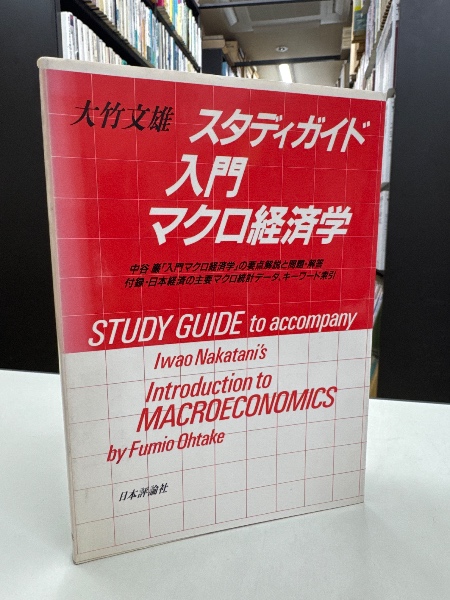 大竹文雄
スタディガイド
入門
マクロ経済学
中谷 巌「入門マクロ経済学」の要点解説と問題・解答
付録・日本経済の主要マクロ統計データ、キーワード索引
STUDY GUIDE to accompany
Iwao Nakatani's
Introduction to
MACROECONOMICS
by Fumio Ohtake
日本評論社